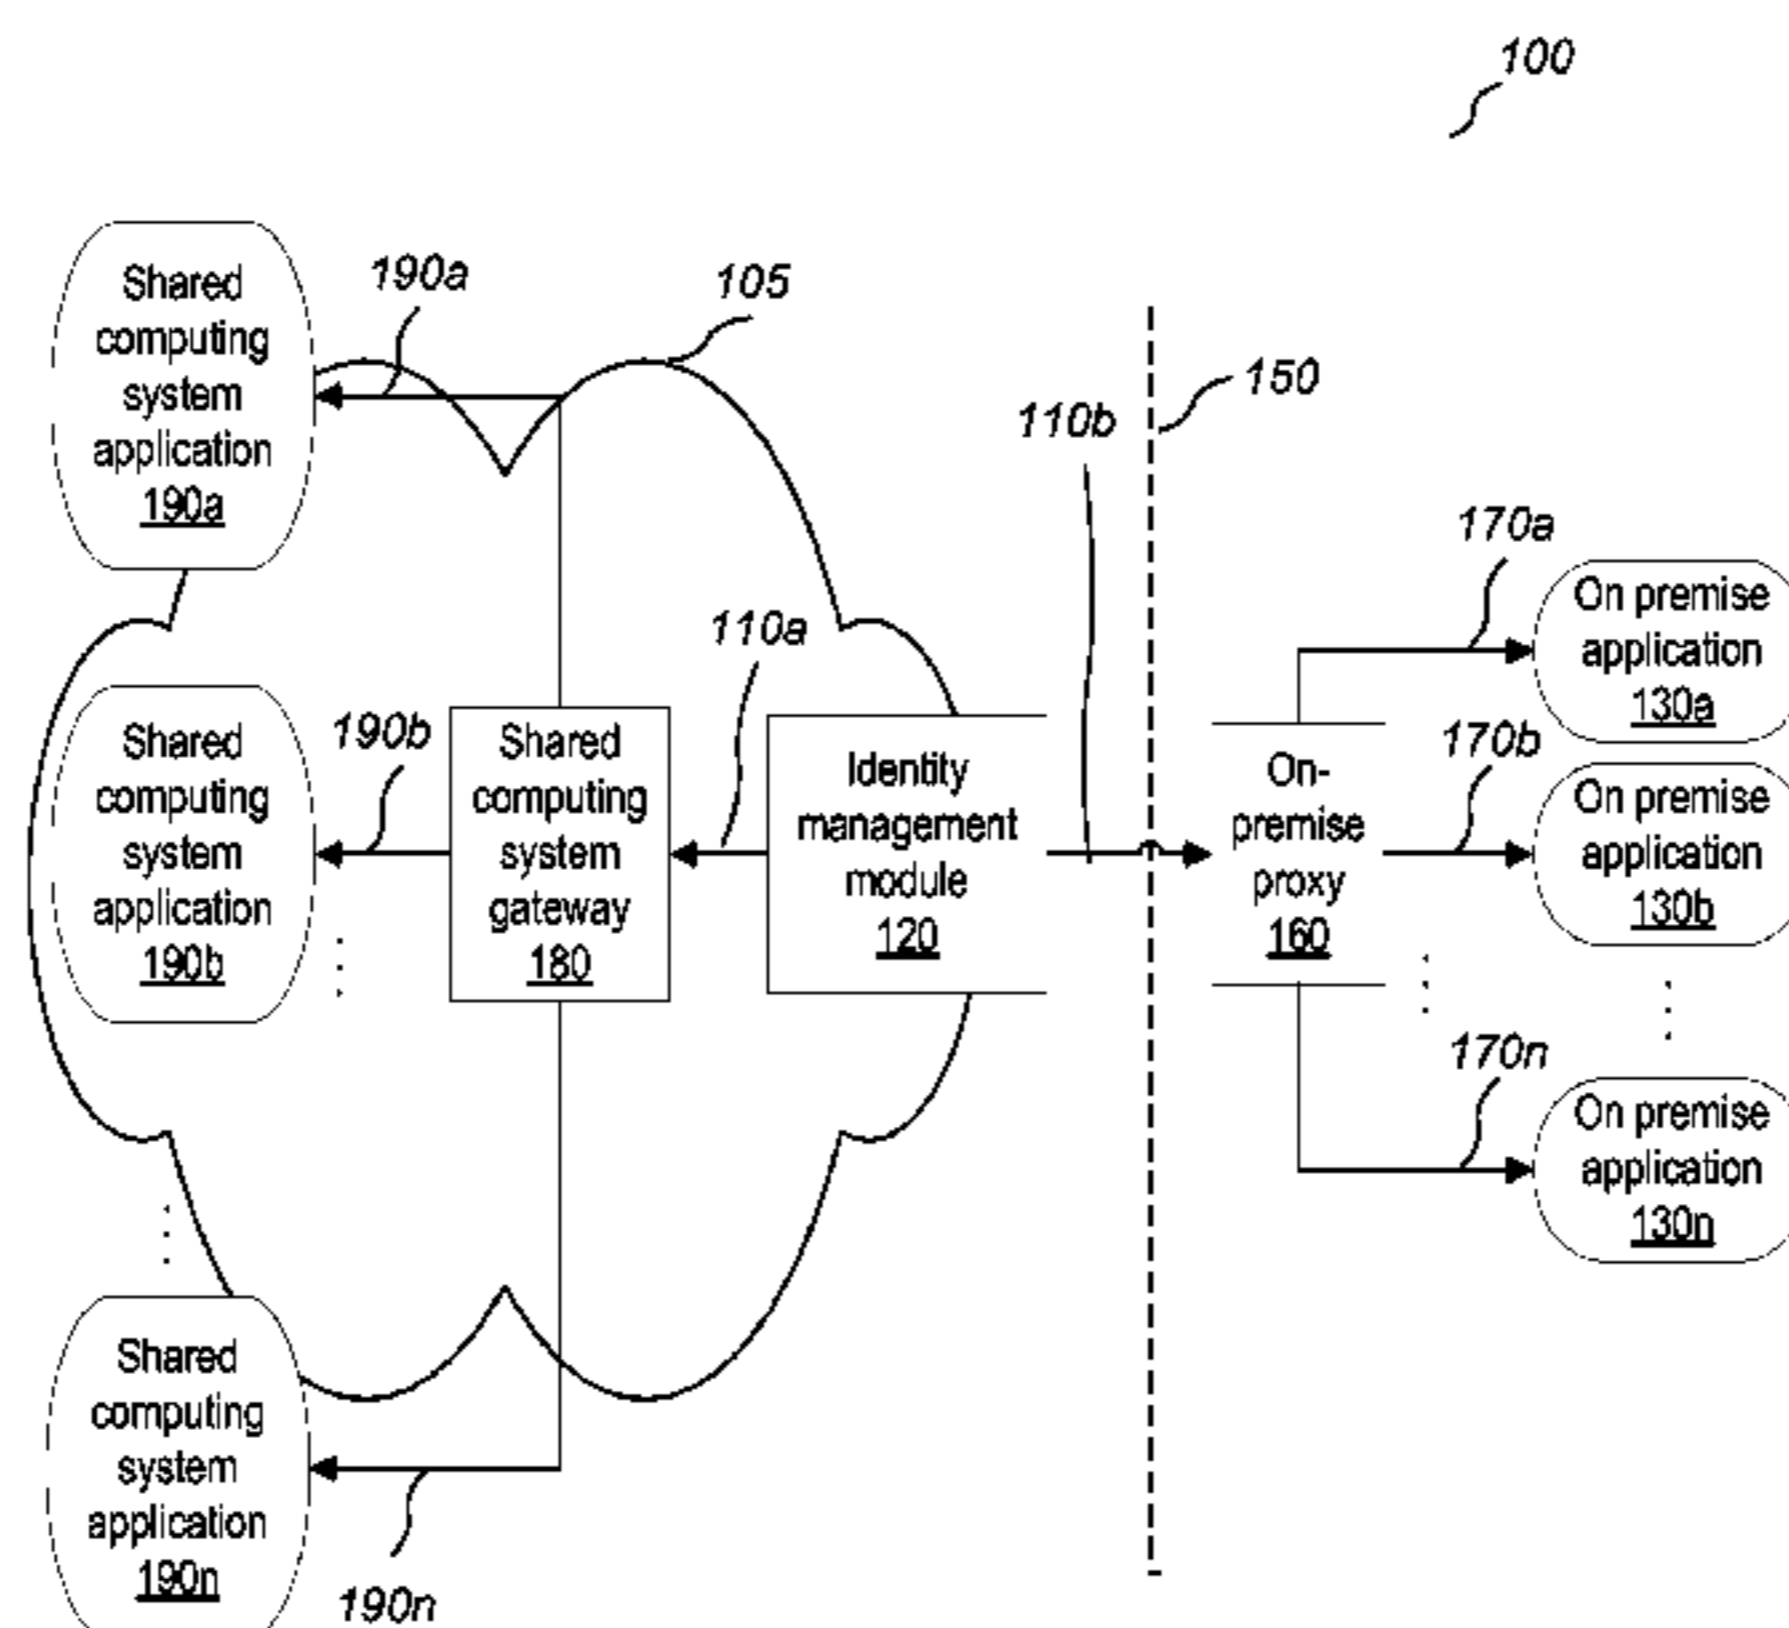 100
Shared
computing
system
application
190a
190a
105
150
110b
170a
On premise
application
130a
110a
Shared
computing
system
application
190b
190b
Shared
computing
system
gateway
180
Identity
management
module
120
On-
premise
proxy
160
170b
On premise
application
130b
170n
On premise
application
130n
Shared
computing
system
application
190n
190n